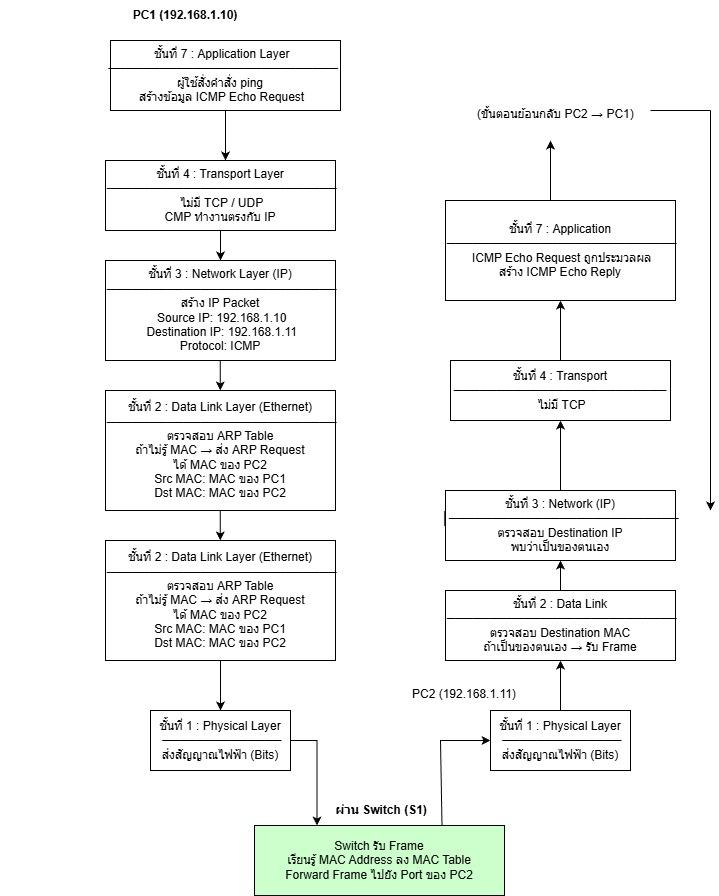 PC1 (192.168.1.10)
ชั้นที่ 7 : Application Layer
ผู้ใช้สั่งคำสั่ง ping
สร้างข้อมูล ICMP Echo Request
ชั้นที่ 4 : Transport Layer
ไม่มี TCP / UDP
CMP ทำงานตรงกับ IP
ชั้นที่ 3 : Network Layer (IP)
สร้าง IP Packet
Source IP: 192.168.1.10
Destination IP: 192.168.1.11
Protocol: ICMP
ชั้นที่ 2 : Data Link Layer (Ethernet)
ตรวจสอบ ARP Table
ถ้าไม่รู้ MAC → ส่ง ARP Request
ได้ MAC ของ PC2
Src MAC: MAC ของ PC1
Dst MAC: MAC ของ PC2
ชั้นที่ 2 : Data Link Layer (Ethernet)
ตรวจสอบ ARP Table
ถ้าไม่รู้ MAC → ส่ง ARP Request
ได้ MAC ของ PC2
Src MAC: MAC ของ PC1
Dst MAC: MAC ของ PC2
ชั้นที่ 1 : Physical Layer
ส่งสัญญาณไฟฟ้า (Bits)
ผ่าน Switch (S1)
Switch รับ Frame
เรียนรู้ MAC Address ลง MAC Table
Forward Frame ไปยัง Port ของ PC2
PC2 (192.168.1.11)
ชั้นที่ 1 : Physical Layer
ส่งสัญญาณไฟฟ้า (Bits)
ชั้นที่ 2 : Data Link
ตรวจสอบ Destination MAC
ถ้าเป็นของตนเอง → รับ Frame
ชั้นที่ 3 : Network (IP)
ตรวจสอบ Destination IP
พบว่าเป็นของตนเอง
ชั้นที่ 4 : Transport
ไม่มี TCP
ชั้นที่ 7 : Application
ICMP Echo Request ถูกประมวลผล
สร้าง ICMP Echo Reply
(ขั้นตอนย้อนกลับ PC2 → PC1)